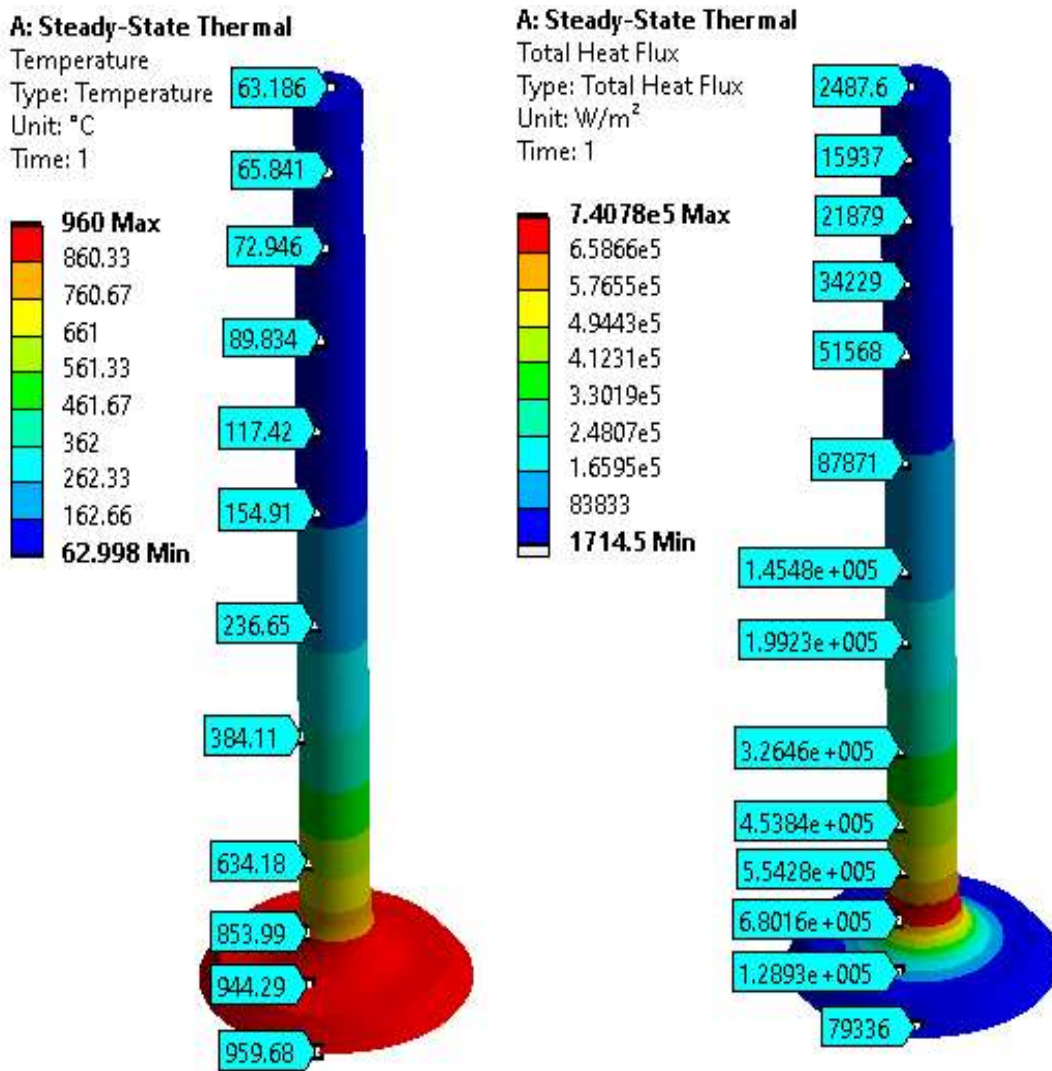 A: Steady-State Thermal
Temperature
Type: Temperature
Unit: °C
Time: 1
960 Max
860.33
760.67
661
561.33
461.67
362
262.33
162.66
62.998 Min
63.186
65.841
72.946
89.834
117.42
154.91
236.65
384.11
634.18
853.99
944.29
959.68
A: Steady-State Thermal
Total Heat Flux
Type: Total Heat Flux
Unit: W/m²
Time: 1
7.4078e5 Max
6.5866e5
5.7655e5
4.9443e5
4.1231e5
3.3019e5
2.4807e5
1.6595e5
83833
1714.5 Min
2487.6
15937
21879
34229
51568
87871
1.4548e+005
1.9923e+005
3.2646e+005
4.5384e+005
5.5428e+005
6.8016e+005
1.2893e+005
79336